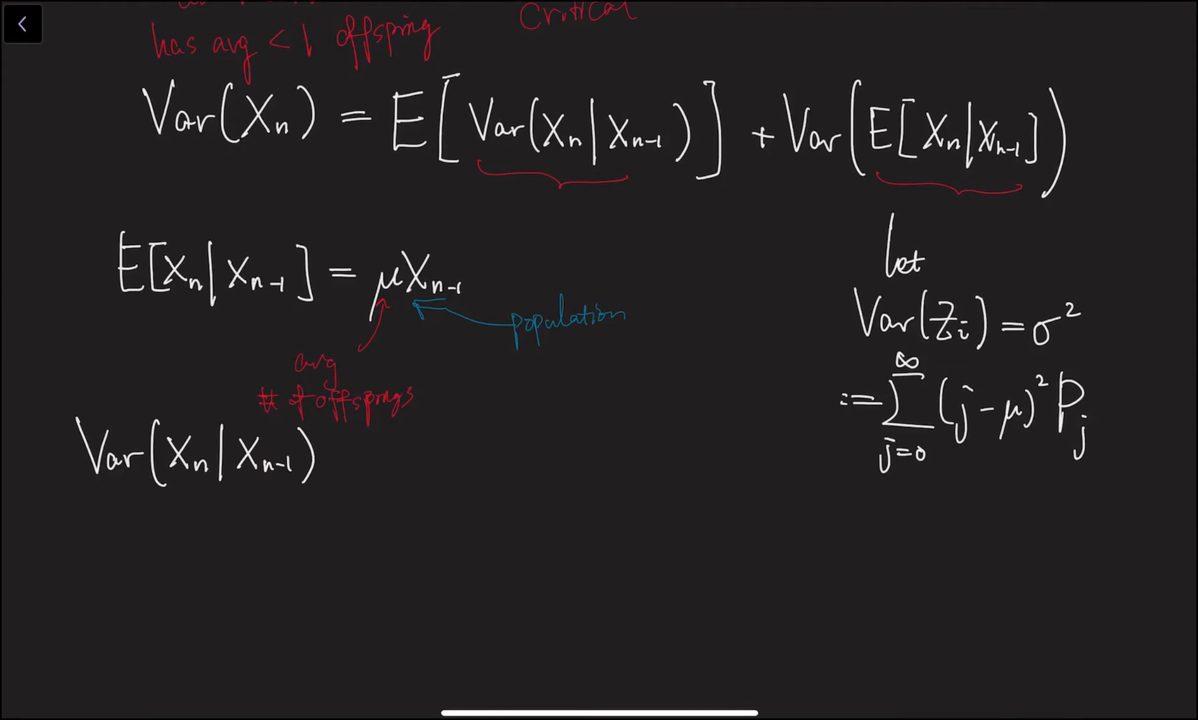 has avg < 1 offspring
Critical
Var(Xₙ) = E[Var(Xₙ|Xₙ₋₁)] + Var(E[Xₙ|Xₙ₋₁])
E[Xₙ|Xₙ₋₁] = μXₙ₋₁
population
avg
# of offsprings
let
Var(Zᵢ) = σ²
:= ∑_{j=0}^{∞} (j-μ)² P_j
Var(Xₙ|Xₙ₋₁)